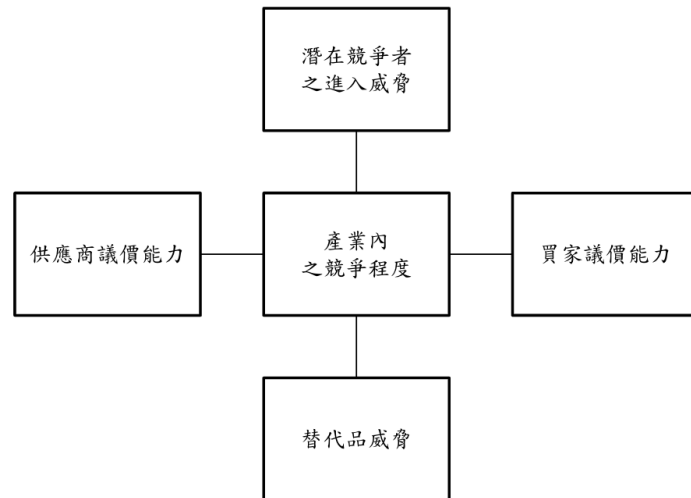 潛在競爭者
之進入威脅
供應商議價能力
產業內
之競爭程度
買家議價能力
替代品威脅